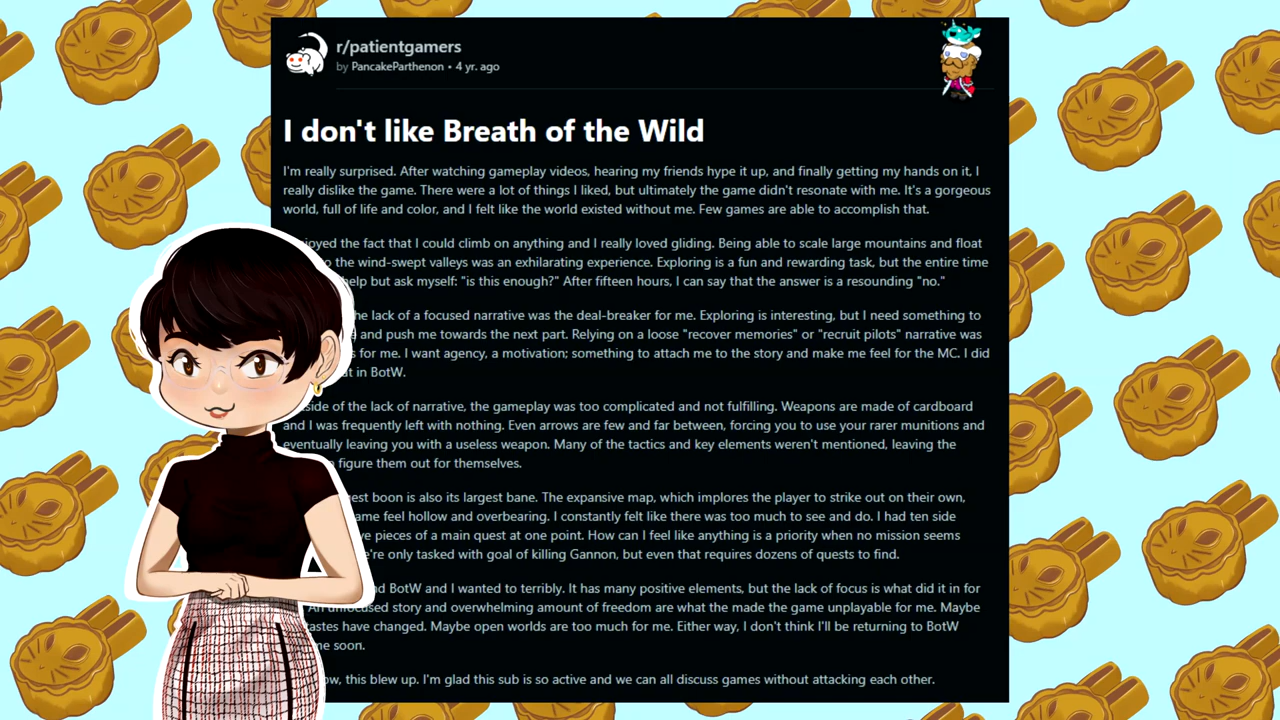 r/patientgamers
by PancakeParthenon • 4 yr. ago
I don't like Breath of the Wild
I'm really surprised. After watching gameplay videos, hearing my friends hype it up, and finally getting my hands on it, I
really dislike the game. There were a lot of things I liked, but ultimately the game didn't resonate with me. It's a gorgeous
world, full of life and color, and I felt like the world existed without me. Few games are able to accomplish that.
the fact that I could climb on anything and I really loved gliding. Being able to scale large mountains and float
the wind-swept valleys was an exhilarating experience. Exploring is a fun and rewarding task, but the entire time
help but ask myself: "is this enough?" After fifteen hours, I can say that the answer is a resounding "no."
the lack of a focused narrative was the deal-breaker for me. Exploring is interesting, but I need something to
and push me towards the next part. Relying on a loose "recover memories" or "recruit pilots" narrative was
for me. I want agency, a motivation; something to attach me to the story and make me feel for the MC. I did
in BotW.
of the lack of narrative, the gameplay was too complicated and not fulfilling. Weapons are made of cardboard
and I was frequently left with nothing. Even arrows are few and far between, forcing you to use your rarer munitions and
eventually leaving you with a useless weapon. Many of the tactics and key elements weren't mentioned, leaving the
figure them out for themselves.
boon is also its largest bane. The expansive map, which implores the player to strike out on their own,
feel hollow and overbearing. I constantly felt like there was too much to see and do. I had ten side
pieces of a main quest at one point. How can I feel like anything is a priority when no mission seems
only tasked with goal of killing Gannon, but even that requires dozens of quests to find.
BotW and I wanted to terribly. It has many positive elements, but the lack of focus is what did it in for
An unfocused story and overwhelming amount of freedom are what the made the game unplayable for me. Maybe
tastes have changed. Maybe open worlds are too much for me. Either way, I don't think I'll be returning to BotW
soon.
this blew up. I'm glad this sub is so active and we can all discuss games without attacking each other.